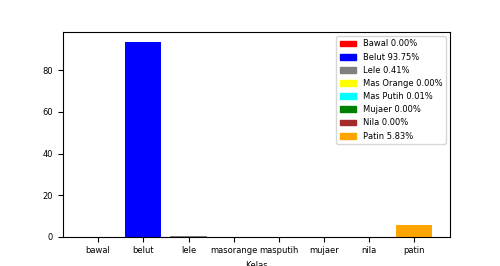 Bawal 0.00%
Belut 93.75%
Lele 0.41%
Mas Orange 0.00%
Mas Putih 0.01%
Mujaer 0.00%
Nila 0.00%
Patin 5.83%
80
60
40
20
0
bawal belut lele masorange masputih mujaer nila patin
Kelas